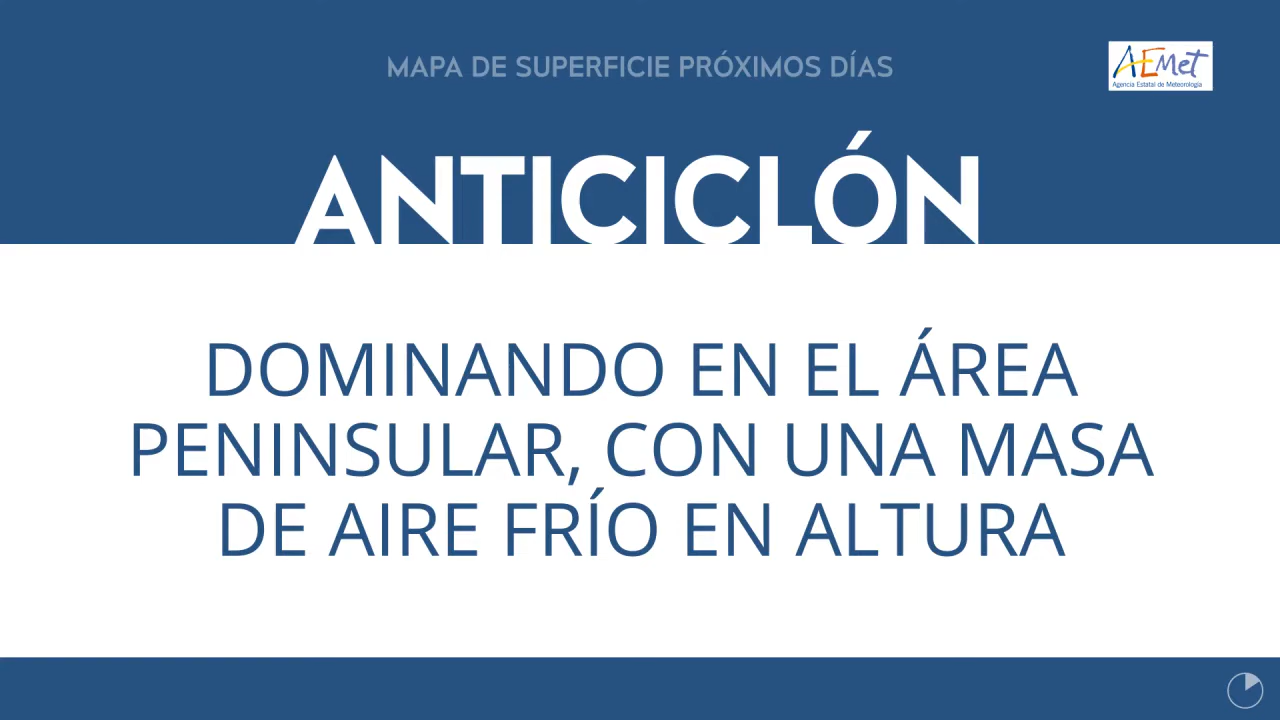 MAPA DE SUPERFICIE PRÓXIMOS DÍAS
AEmet
Agencia Estatal de Meteorología
ANTICICLÓN
DOMINANDO EN EL ÁREA
PENINSULAR, CON UNA MASA
DE AIRE FRÍO EN ALTURA